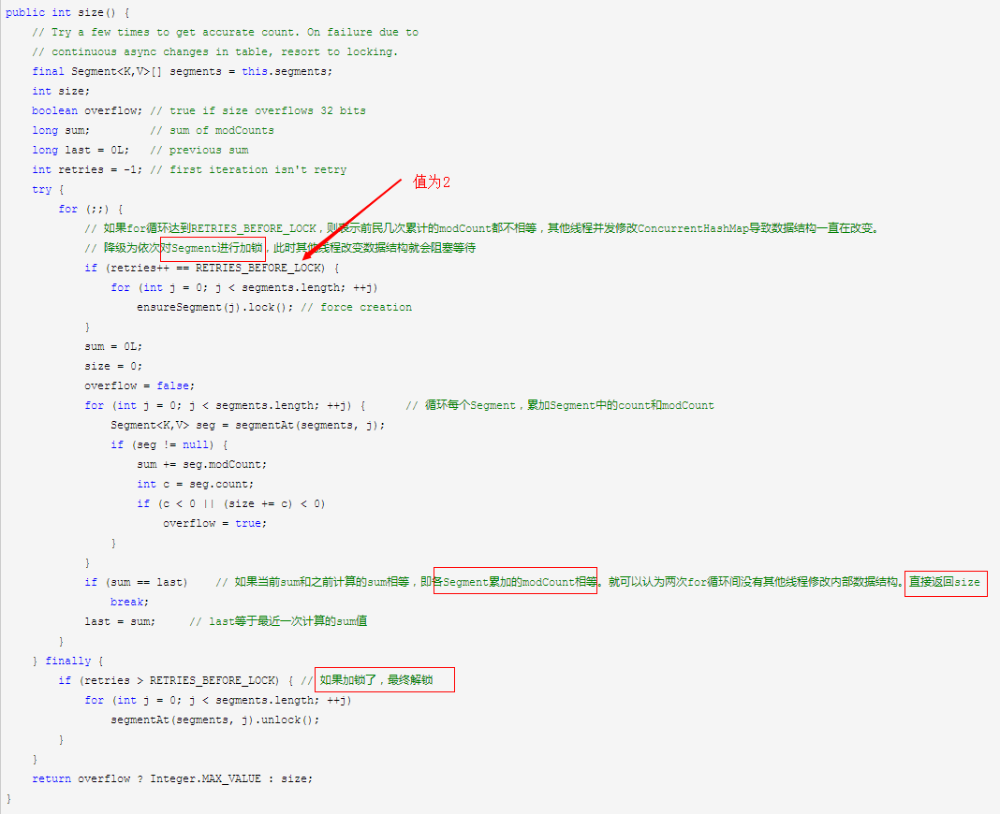 public int size() {
    // Try a few times to get accurate count. On failure due to
    // continuous async changes in table, resort to locking.
    final Segment<K,V>[] segments = this.segments;
    int size;
    boolean overflow; // true if size overflows 32 bits
    long sum;         // sum of modCounts
    long last = 0L;   // previous sum
    int retries = -1; // first iteration isn't retry
    try {
值为2
        for (;;) {
            // 如果for循环达到RETRIES_BEFORE_LOCK，则表示前民几次累计的modCount都不相等，其他线程并发修改ConcurrentHashMap导致数据结构一直在改变。
            // 降级为依次对Segment进行加锁，此时其他线程改变数据结构就会阻塞等待
            if (retries++ == RETRIES_BEFORE_LOCK) {
                for (int j = 0; j < segments.length; ++j)
                    ensureSegment(j).lock(); // force creation
            }
            sum = 0L;
            size = 0;
            overflow = false;
            for (int j = 0; j < segments.length; ++j) {      // 循环每个Segment，累加Segment中的count和modCount
                Segment<K,V> seg = segmentAt(segments, j);
                if (seg != null) {
                    sum += seg.modCount;
                    int c = seg.count;
                    if (c < 0 || (size += c) < 0)
                        overflow = true;
                }
            }
            if (sum == last)    // 如果当前sum和之前计算的sum相等，即各Segment累加的modCount相等。就可以认为两次for循环间没有其他线程修改内部数据结构。直接返回size
                break;
            last = sum;     // last等于最近一次计算的sum值
        }
    } finally {
        if (retries > RETRIES_BEFORE_LOCK) { // 如果加锁了，最终解锁
            for (int j = 0; j < segments.length; ++j)
                segmentAt(segments, j).unlock();
        }
    }
    return overflow ? Integer.MAX_VALUE : size;
}